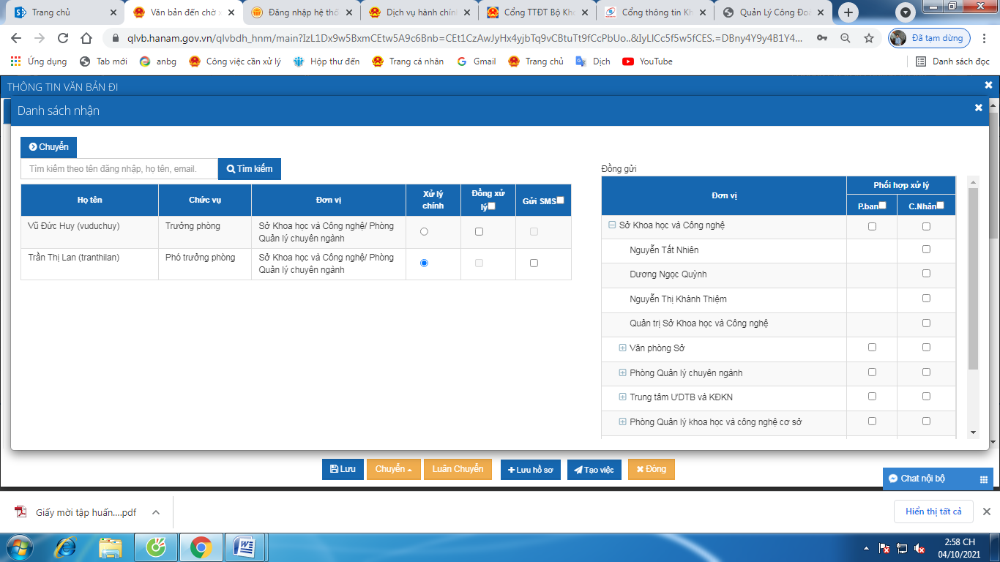 Trang chủ
Văn bản đến chờ x
Đăng nhập hệ thố
Dịch vụ hành chín
Cổng TTĐT Bộ Kho
Cổng thông tin Kh
Quản Lý Công Đoà
qlvb.hanam.gov.vn/qlvbdh_hnm/main?IzL1Dx9w5BxmCEtw5A9c6Bnb=CEt1CzAwJyHx4yjbTq9vCBtuTt9fCcPbUo..&IyLlCc5f5w5fCES.=DBny4Y9y4B1Y4...
Đã tạm dừng
Ứng dụng
Tab mới
anbg
Công việc cần xử lý
Hộp thư đến
Trang cá nhân
Gmail
Trang chủ
Dịch
YouTube
Danh sách đọc
THÔNG TIN VĂN BẢN ĐI
Danh sách nhận
Chuyển
Tìm kiếm theo tên đăng nhập, họ tên, email.
Tìm kiếm
Họ tên
Chức vụ
Đơn vị
Xử lý
chính
Đồng xử
lý
Gửi SMS
Vũ Đức Huy (vuduchuy)
Trưởng phòng
Sở Khoa học và Công nghệ/ Phòng
Quản lý chuyên ngành
Trần Thị Lan (tranthilan)
Phó trưởng phòng
Sở Khoa học và Công nghệ/ Phòng
Quản lý chuyên ngành
Đồng gửi
Đơn vị
Phối hợp xử lý
P.ban
C.Nhân
Sở Khoa học và Công nghệ
Nguyễn Tất Nhiên
Dương Ngọc Quỳnh
Nguyễn Thị Khánh Thiệm
Quản trị Sở Khoa học và Công nghệ
Văn phòng Sở
Phòng Quản lý chuyên ngành
Trung tâm ƯDTB và KĐKN
Phòng Quản lý khoa học và công nghệ cơ sở
Lưu
Chuyển
Luân Chuyển
Lưu hồ sơ
Tạo việc
Đóng
Chat nội bộ
Giấy mời tập huấn....pdf
Hiển thị tất cả
2:58 CH
04/10/2021